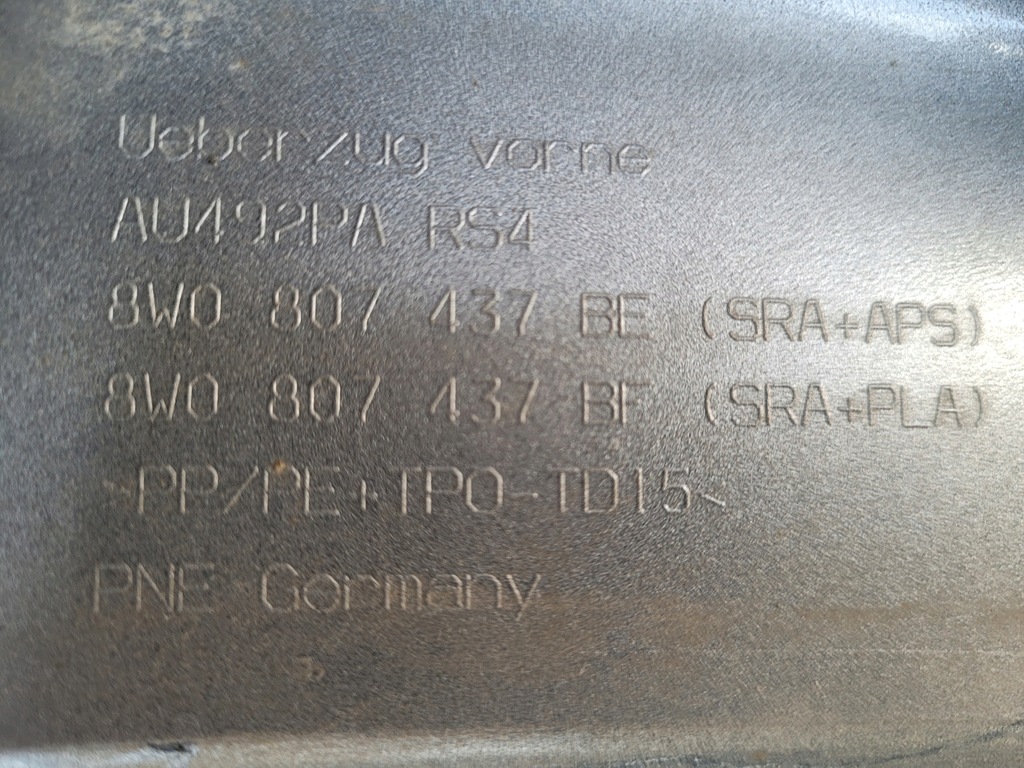 Ueberzug vorne
AU492PA RS4
8W0 807 437 BE (SRA+APS)
8W0 807 437 BF (SRA+PLA)
>PP/PE+TPO-TD15<
PNE Germany